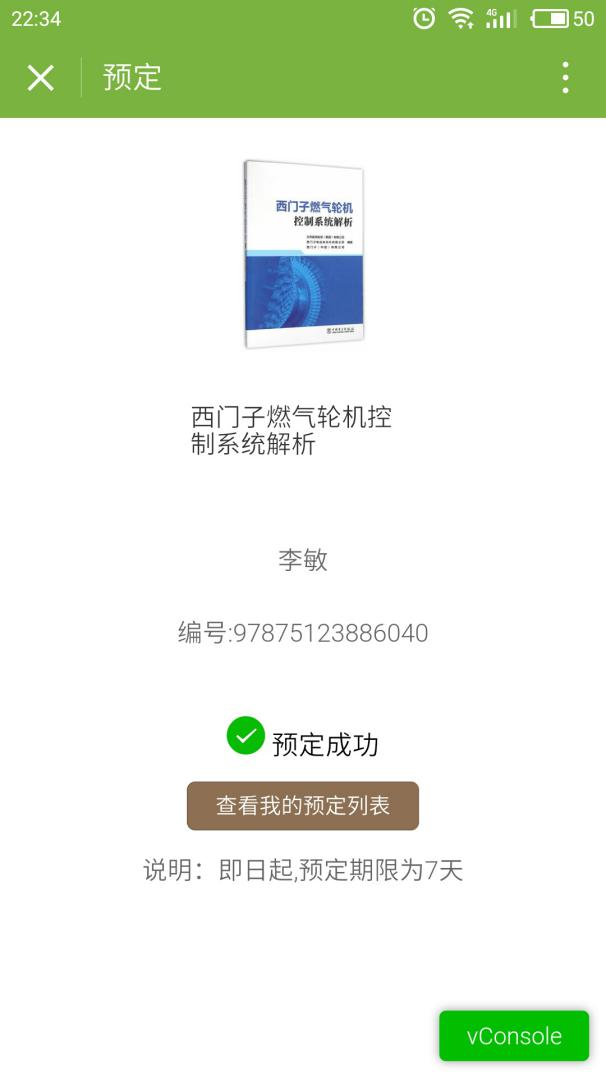 22:34
4G
50
预定
西门子燃气轮机
控制系统解析
西门子燃气轮机控
制系统解析
李敏
编号:97875123886040
预定成功
查看我的预定列表
说明：即日起,预定期限为7天
vConsole